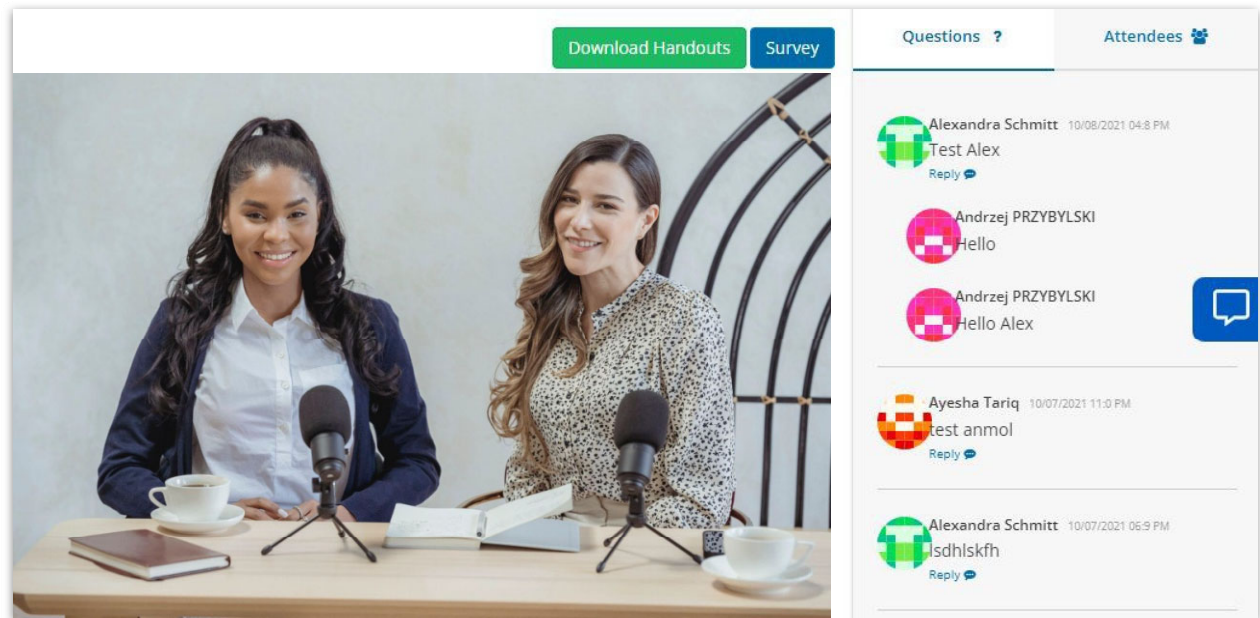 Download Handouts
Survey
Questions ?
Attendees
Alexandra Schmitt 10/08/2021 04:8 PM
Test Alex
Reply
Andrzej PRZYBYLSKI
Hello
Andrzej PRZYBYLSKI
Hello Alex
Ayesha Tariq 10/07/2021 11:0 PM
test anmol
Reply
Alexandra Schmitt 10/07/2021 06:9 PM
lsdhlskfh
Reply